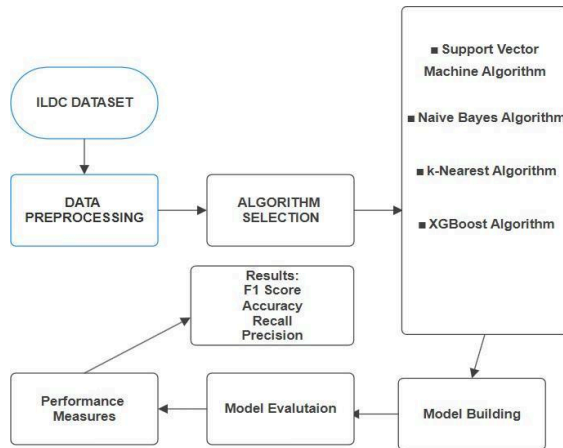 ILDC DATASET
DATA
PREPROCESSING
ALGORITHM
SELECTION
■ Support Vector
Machine Algorithm
■ Naive Bayes Algorithm
■ k-Nearest Algorithm
■ XGBoost Algorithm
Model Building
Model Evalutaion
Performance
Measures
Results:
F1 Score
Accuracy
Recall
Precision